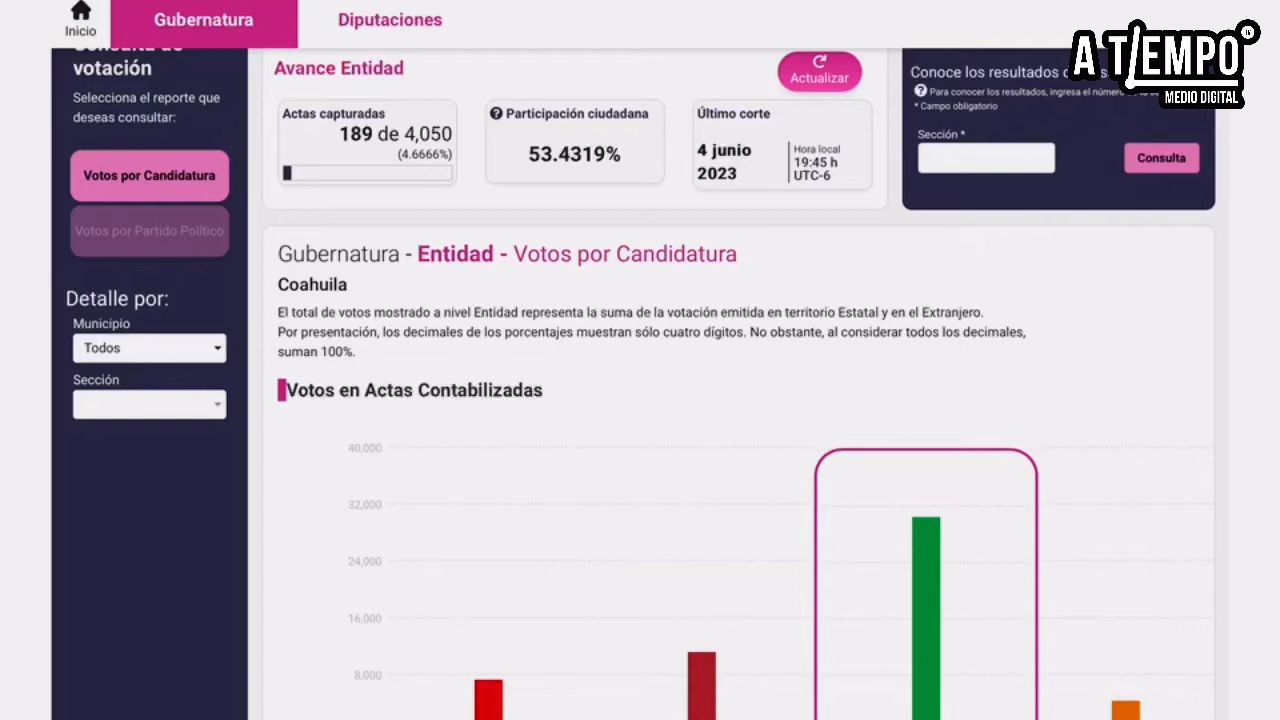 Inicio
Gubernatura
Diputaciones
A TIEMPO
TV
MEDIO DIGITAL
Consulta de
votación
Selecciona el reporte que
deseas consultar:
Votos por Candidatura
Votos por Partido Político
Detalle por:
Municipio
Todos
Sección
Avance Entidad
Actualizar
Actas capturadas
189 de 4,050
(4.6666%)
Participación ciudadana
53.4319%
Último corte
4 junio
2023
Hora local
19:45 h
UTC-6
Conoce los resultados
Para conocer los resultados, ingresa el número
* Campo obligatorio
Sección *
Consulta
Gubernatura - Entidad - Votos por Candidatura
Coahuila
El total de votos mostrado a nivel Entidad representa la suma de la votación emitida en territorio Estatal y en el Extranjero.
Por presentación, los decimales de los porcentajes muestran sólo cuatro dígitos. No obstante, al considerar todos los decimales,
suman 100%.
Votos en Actas Contabilizadas
40,000
32,000
24,000
16,000
8,000